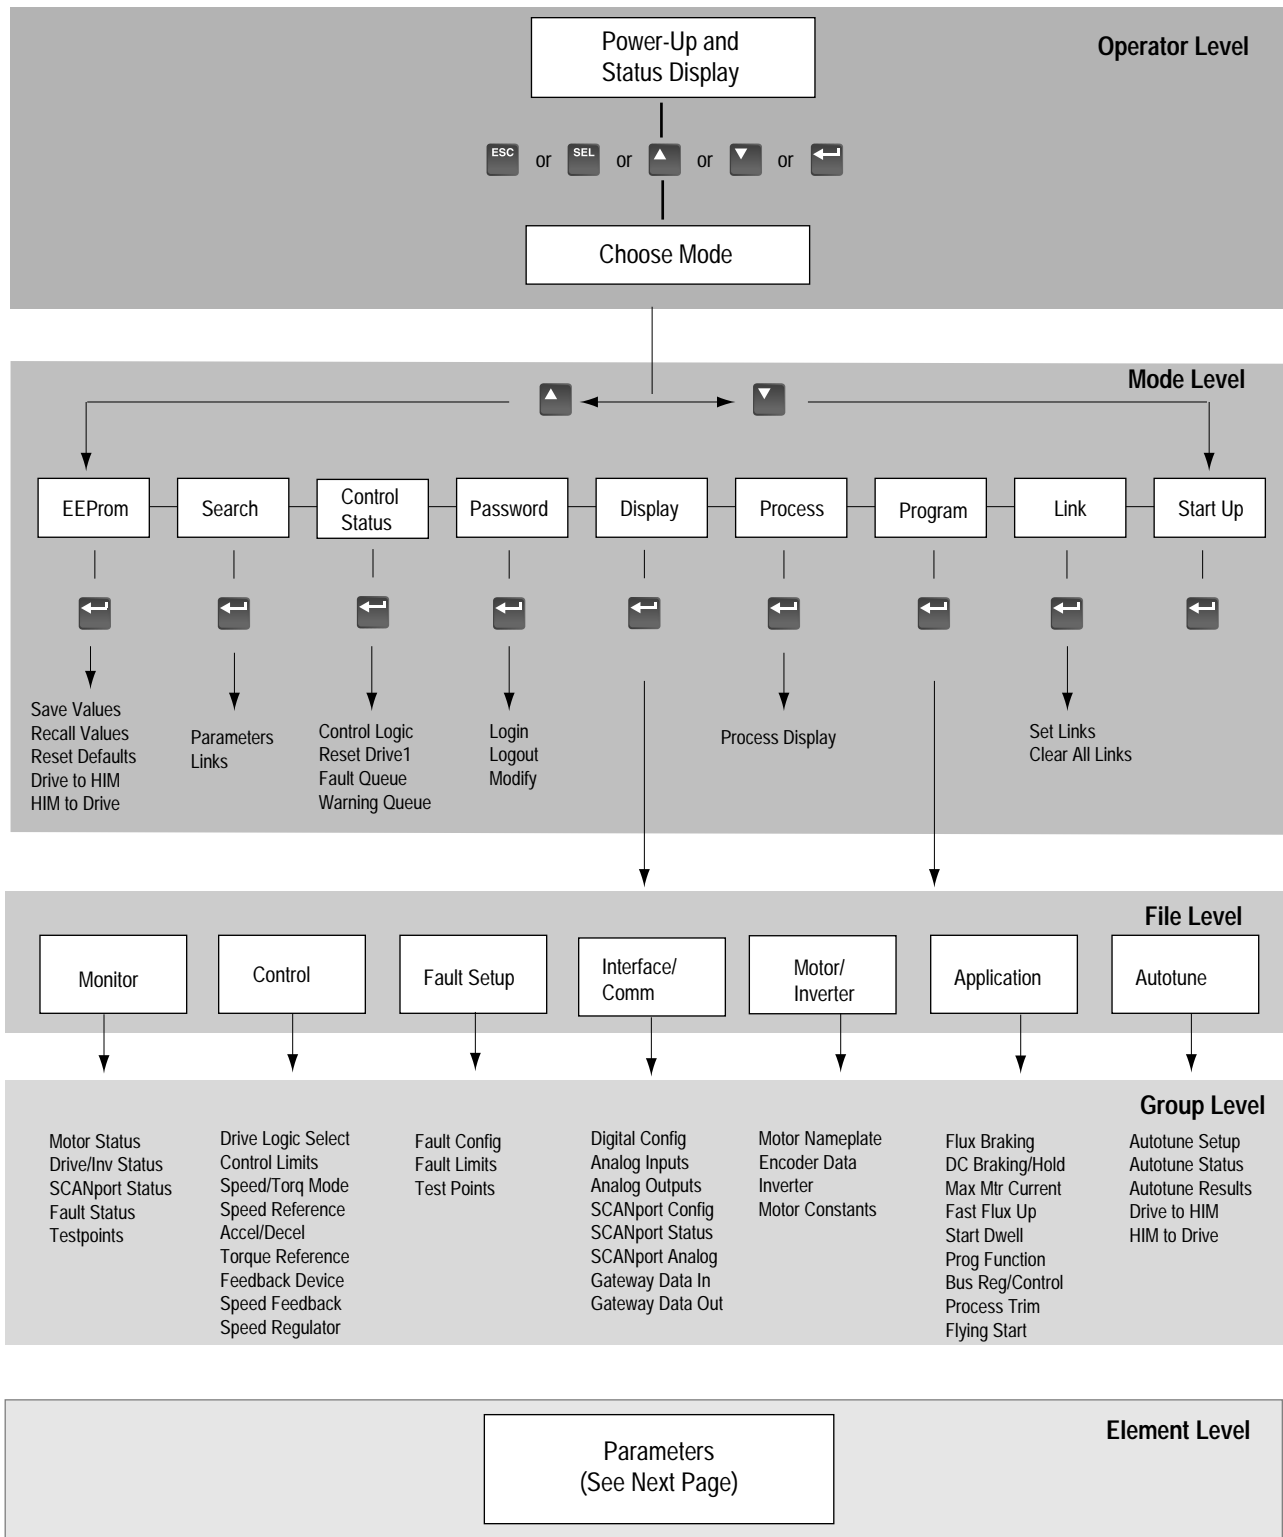 Operator Level
Power-Up and
Status Display
ESC or SEL or or or
Choose Mode
Mode Level
EEProm
Search
Control
Status
Password
Display
Process
Program
Link
Start Up
Save Values
Recall Values
Reset Defaults
Drive to HIM
HIM to Drive
Parameters
Links
Control Logic
Reset Drive1
Fault Queue
Warning Queue
Login
Logout
Modify
Process Display
Set Links
Clear All Links
File Level
Monitor
Control
Fault Setup
Interface/
Comm
Motor/
Inverter
Application
Autotune
Group Level
Motor Status
Drive/Inv Status
SCANport Status
Fault Status
Testpoints
Drive Logic Select
Control Limits
Speed/Torq Mode
Speed Reference
Accel/Decel
Torque Reference
Feedback Device
Speed Feedback
Speed Regulator
Fault Config
Fault Limits
Test Points
Digital Config
Analog Inputs
Analog Outputs
SCANport Config
SCANport Status
SCANport Analog
Gateway Data In
Gateway Data Out
Motor Nameplate
Encoder Data
Inverter
Motor Constants
Flux Braking
DC Braking/Hold
Max Mtr Current
Fast Flux Up
Start Dwell
Prog Function
Bus Reg/Control
Process Trim
Flying Start
Autotune Setup
Autotune Status
Autotune Results
Drive to HIM
HIM to Drive
Element Level
Parameters
(See Next Page)